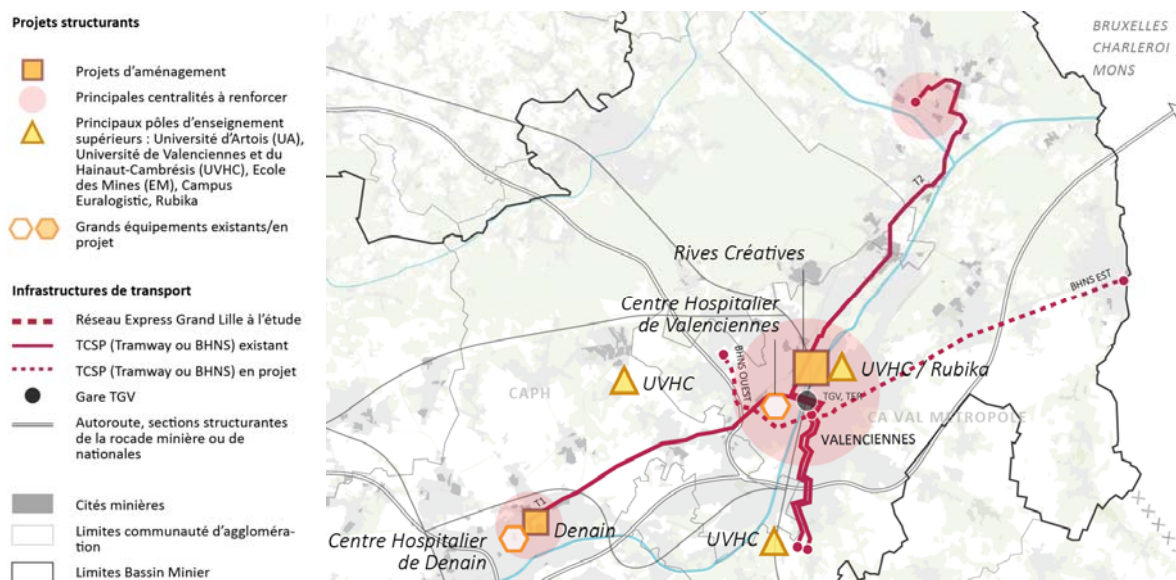 Projets structurants
Projets d'aménagement
Principales centralités à renforcer
Principaux pôles d'enseignement
supérieurs : Université d'Artois (UA),
Université de Valenciennes et du
Hainaut-Cambrésis (UVHC), Ecole
des Mines (EM), Campus
Euralogistic, Rubika
Grands équipements existants/en
projet
Infrastructures de transport
Réseau Express Grand Lille à l'étude
TCSP (Tramway ou BHNS) existant
TCSP (Tramway ou BHNS) en projet
Gare TGV
Autoroute, sections structurantes
de la rocade minière ou de
nationales
Cités minières
Limites communauté d'aggloméra-
tion
Limites Bassin Minier
BRUXELLES
CHARLEROI
MONS
T2
Rives Créatives
BHNS EST
Centre Hospitalier
de Valenciennes
BHNS OUEST
UVHC / Rubika
UVHC
CAPH
TGV, TER
CA VAL METROPOLE
VALENCIENNES
T1
Denain
Centre Hospitalier
de Denain
UVHC